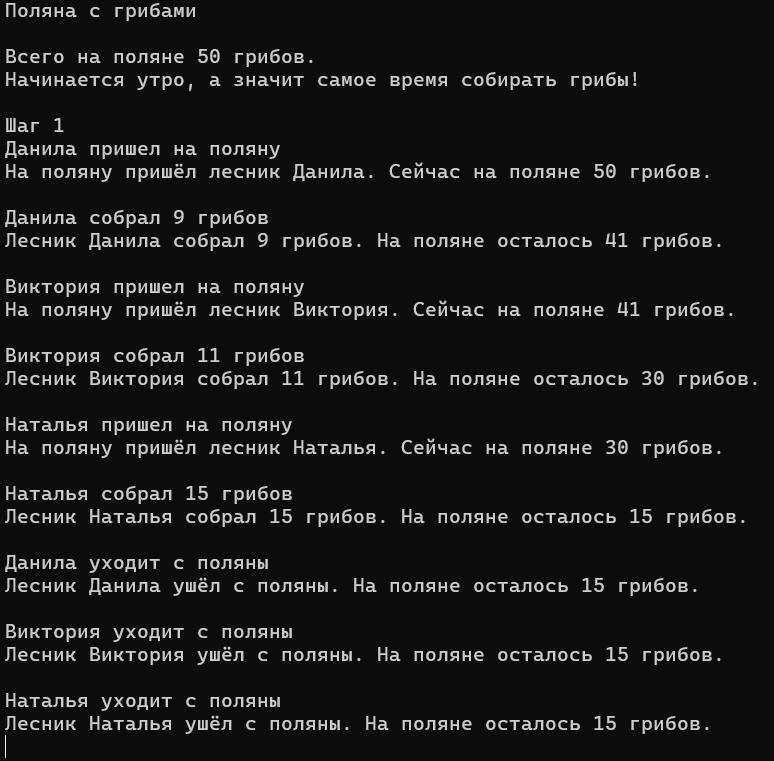 Поляна с грибами
Всего на поляне 50 грибов.
Начинается утро, а значит самое время собирать грибы!
Шаг 1
Данила пришел на поляну
На поляну пришёл лесник Данила. Сейчас на поляне 50 грибов.
Данила собрал 9 грибов
Лесник Данила собрал 9 грибов. На поляне осталось 41 грибов.
Виктория пришел на поляну
На поляну пришёл лесник Виктория. Сейчас на поляне 41 грибов.
Виктория собрал 11 грибов
Лесник Виктория собрал 11 грибов. На поляне осталось 30 грибов.
Наталья пришел на поляну
На поляну пришёл лесник Наталья. Сейчас на поляне 30 грибов.
Наталья собрал 15 грибов
Лесник Наталья собрал 15 грибов. На поляне осталось 15 грибов.
Данила уходит с поляны
Лесник Данила ушёл с поляны. На поляне осталось 15 грибов.
Виктория уходит с поляны
Лесник Виктория ушёл с поляны. На поляне осталось 15 грибов.
Наталья уходит с поляны
Лесник Наталья ушёл с поляны. На поляне осталось 15 грибов.